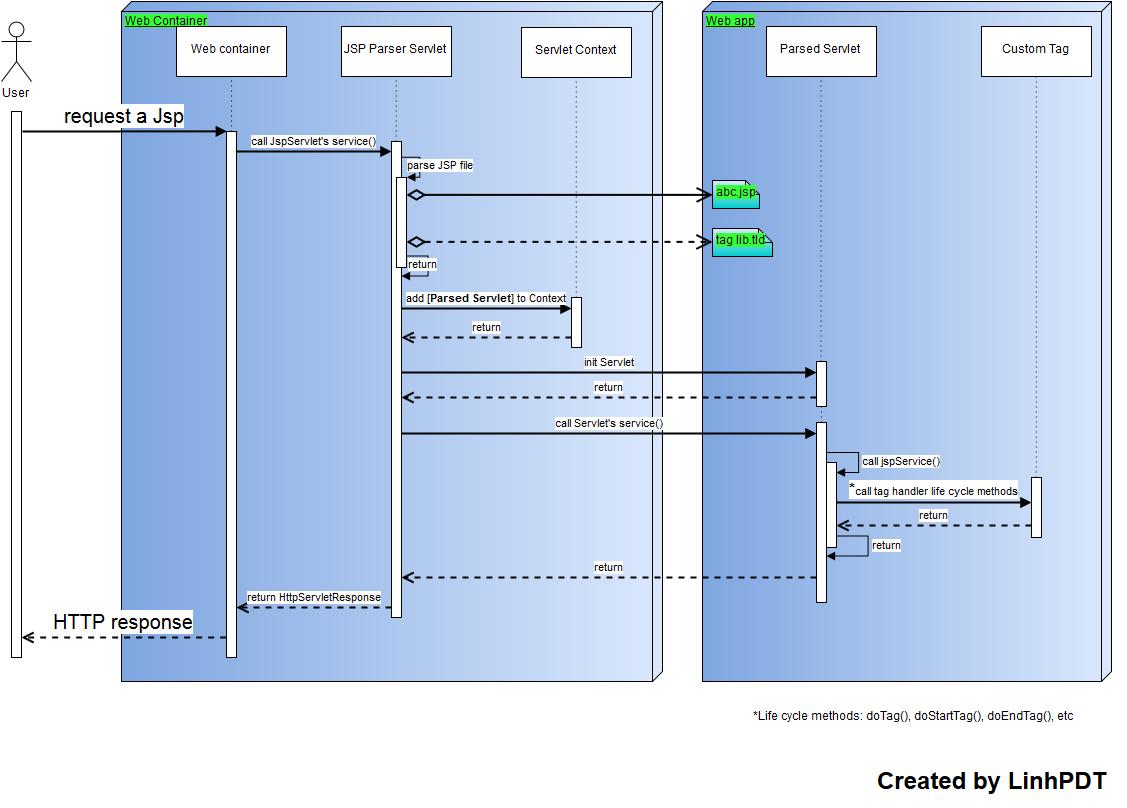 Web Container
Web app
Web container
JSP Parser Servlet
Servlet Context
Parsed Servlet
Custom Tag
User
request a Jsp
call JspServlet's service()
parse JSP file
abc.jsp
tag lib.tld
return
add [Parsed Servlet] to Context
return
init Servlet
return
call Servlet's service()
call jspService()
*call tag handler life cycle methods
return
return
return
return HttpServletResponse
HTTP response
*Life cycle methods: doTag(), doStartTag(), doEndTag(), etc
Created by LinhPDT